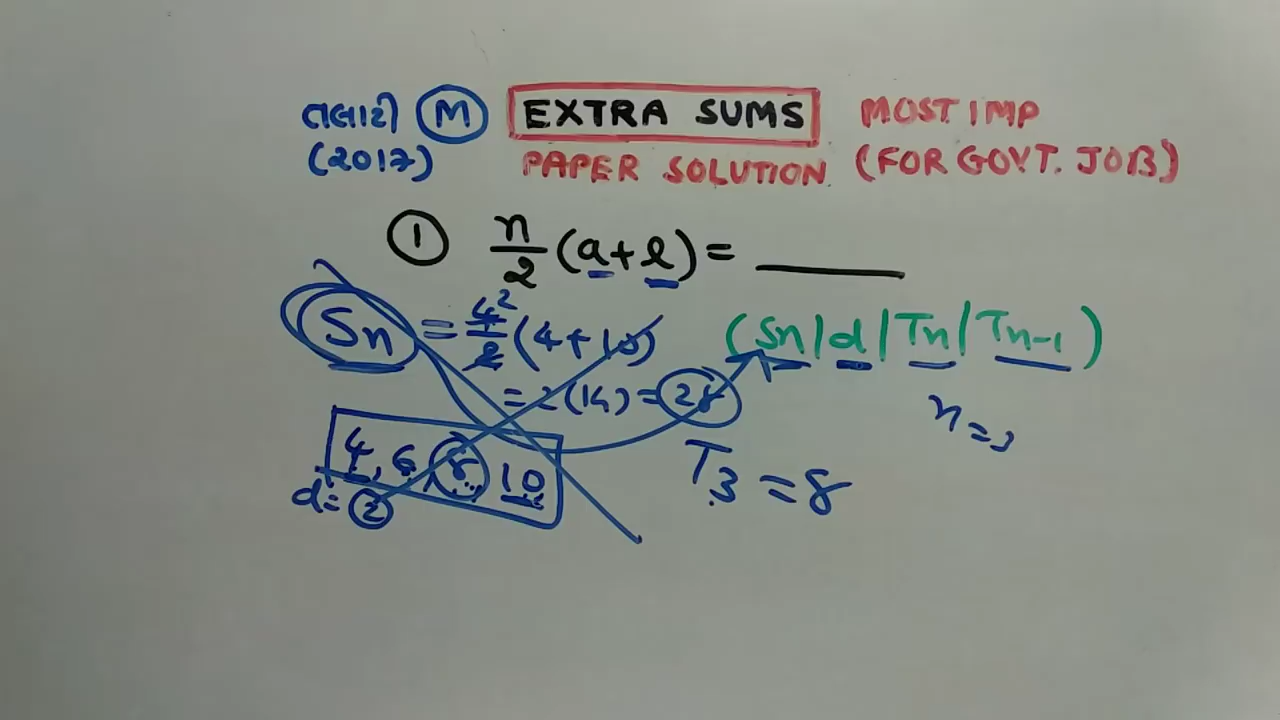 તલાટી M EXTRA SUMS MOST IMP
(2017) PAPER SOLUTION (FOR GOVT. JOB)
① n/2 (a+l) = ______
Sn = 4/2 2 (4+10) (Sn|d|Tn|Tn-1)
= 2(14) = 28
n =
4, 6, 8, 10 T3 = 8
d = 2